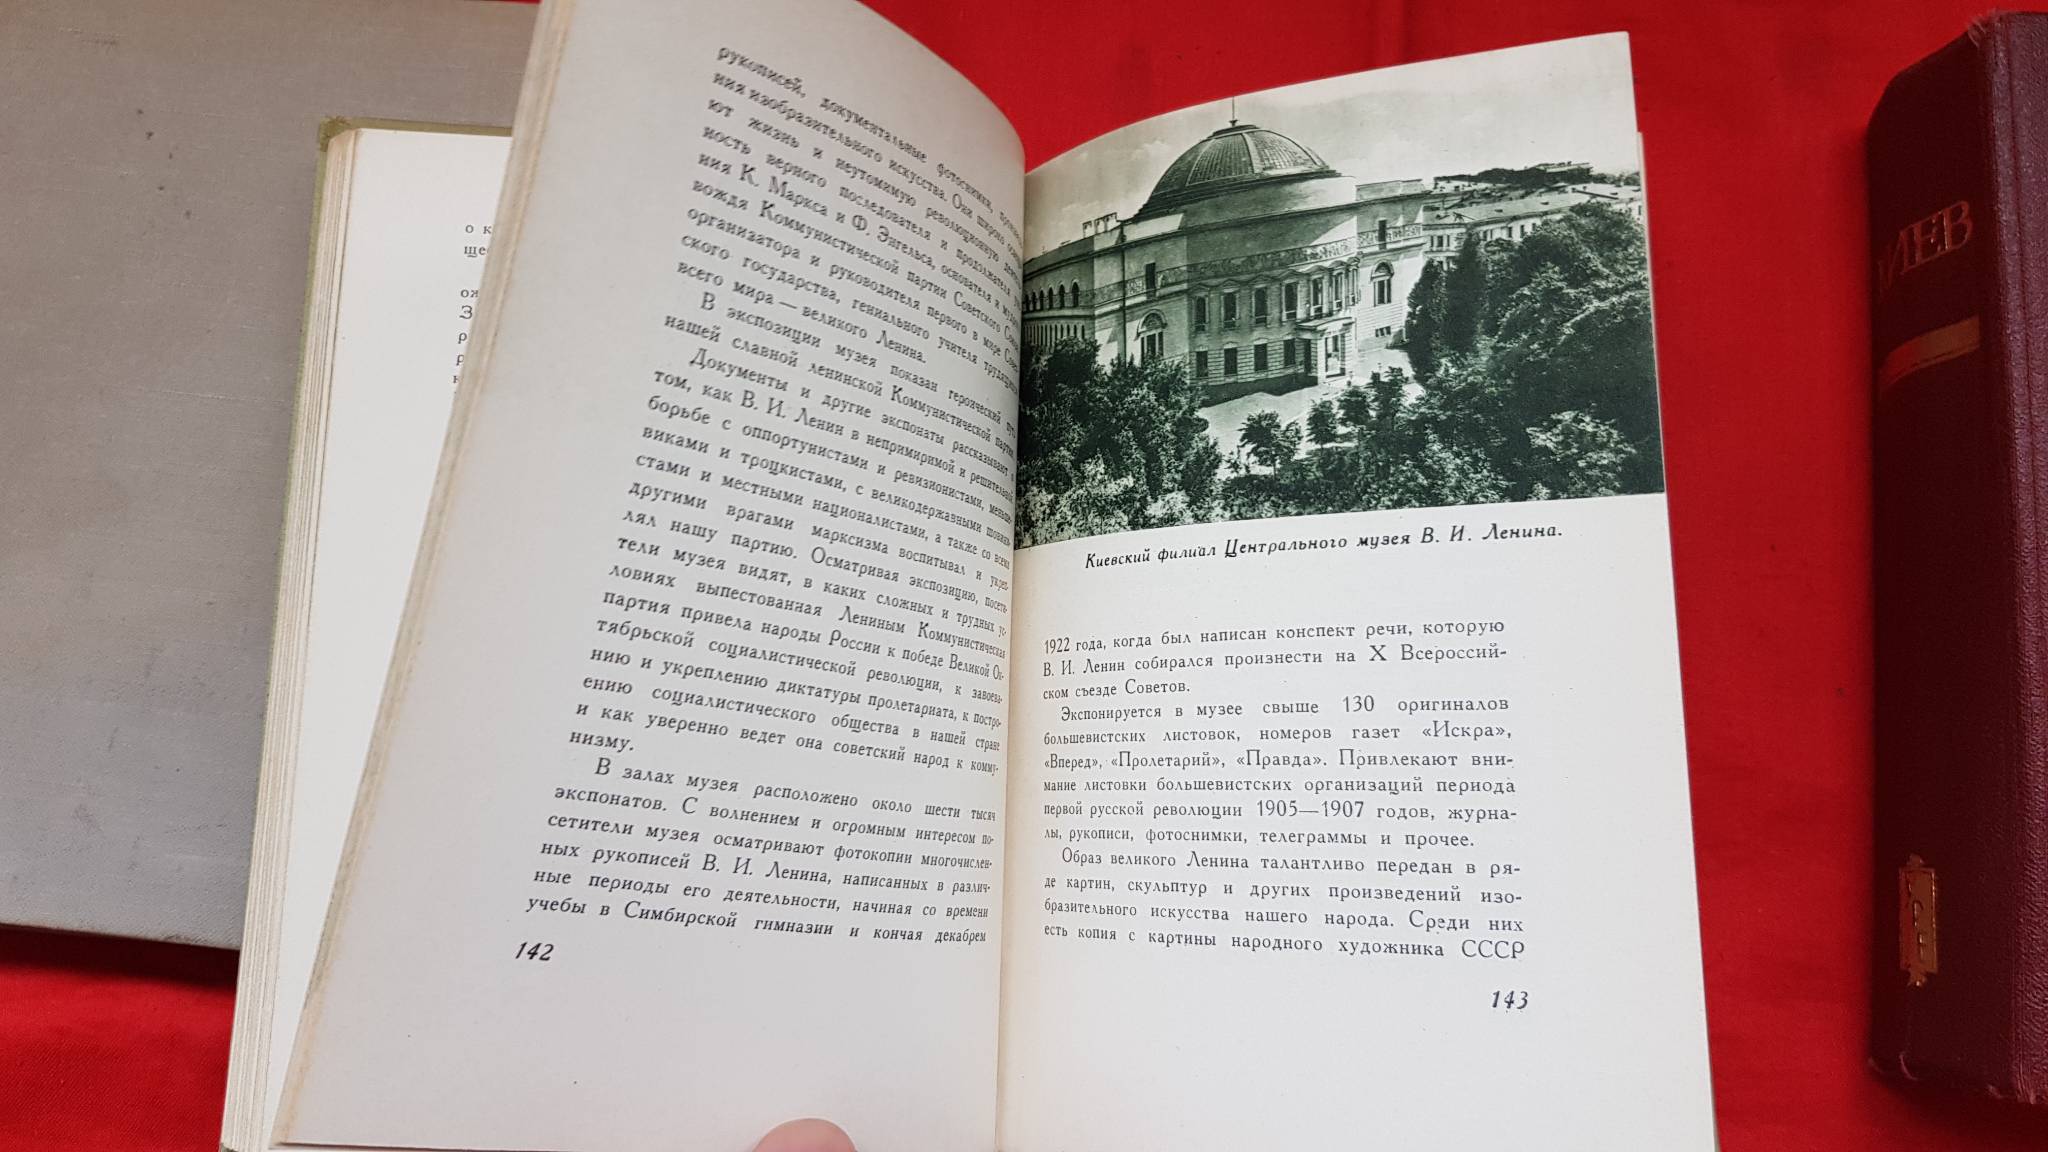 о к
щес
ож
З
р
р
к
рукописей, документальные фотоснимки,
ния изобразительного искусства. Они широко
ют жизнь и неутомимую революционную
ность верного последователя и продолжателя
ния К. Маркса и Ф. Энгельса, основателя и
вождя Коммунистической партии Советского
организатора и руководителя первого в мире
ского государства, гениального учителя трудящихся
всего мира — великого Ленина.
В экспозиции музея показан героический путь
нашей славной ленинской Коммунистической партии.
Документы и другие экспонаты рассказывают о
том, как В. И. Ленин в непримиримой и решительной
борьбе с оппортунистами и ревизионистами, меньше-
виками и троцкистами, с великодержавными шовини-
стами и местными националистами, а также со всеми
другими врагами марксизма воспитывал и укреп-
лял нашу партию. Осматривая экспозицию, посети-
тели музея видят, в каких сложных и трудных ус-
ловиях выпестованная Лениным Коммунистическая
партия привела народы России к победе Великой Ок-
тябрьской социалистической революции, к завоева-
нию и укреплению диктатуры пролетариата, к постро-
ению социалистического общества в нашей стране
и как уверенно ведет она советский народ к комму-
низму.
В залах музея расположено около шести тысяч
экспонатов. С волнением и огромным интересом по-
сетители музея осматривают фотокопии многочислен-
ных рукописей В. И. Ленина, написанных в различ-
ные периоды его деятельности, начиная со времени
учебы в Симбирской гимназии и кончая декабрем
142
Киевский филиал Центрального музея В. И. Ленина.
1922 года, когда был написан конспект речи, которую
В. И. Ленин собирался произнести на X Всероссий-
ском съезде Советов.
Экспонируется в музее свыше 130 оригиналов
большевистских листовок, номеров газет «Искра»,
«Вперед», «Пролетарий», «Правда». Привлекают вни-
мание листовки большевистских организаций периода
первой русской революции 1905—1907 годов, журна-
лы, рукописи, фотоснимки, телеграммы и прочее.
Образ великого Ленина талантливо передан в ря-
де картин, скульптур и других произведений изо-
бразительного искусства нашего народа. Среди них
есть копия с картины народного художника СССР
143
ИЕВ